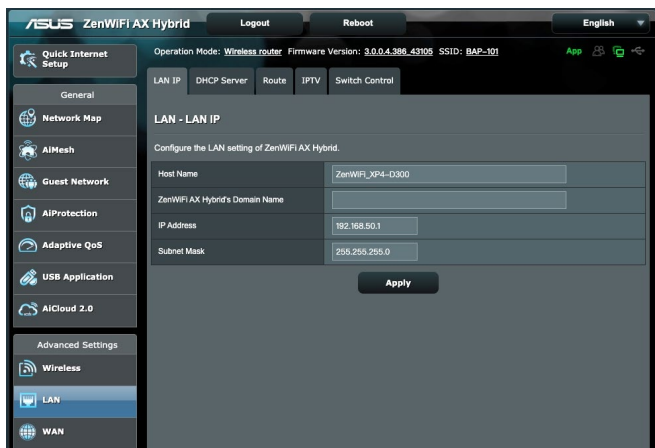 ASUS ZenWiFi AX Hybrid Logout Reboot English
Operation Mode: Wireless router Firmware Version: 3.0.0.4.386_43105 SSID: BAP-101 App
Quick Internet
Setup
General
Network Map
AiMesh
Guest Network
AiProtection
Adaptive QoS
USB Application
AiCloud 2.0
Advanced Settings
Wireless
LAN
WAN
LAN IP DHCP Server Route IPTV Switch Control
LAN - LAN IP
Configure the LAN setting of ZenWiFi AX Hybrid.
Host Name ZenWiFi_XP4-D300
ZenWiFi AX Hybrid's Domain Name
IP Address 192.168.50.1
Subnet Mask 255.255.255.0
Apply